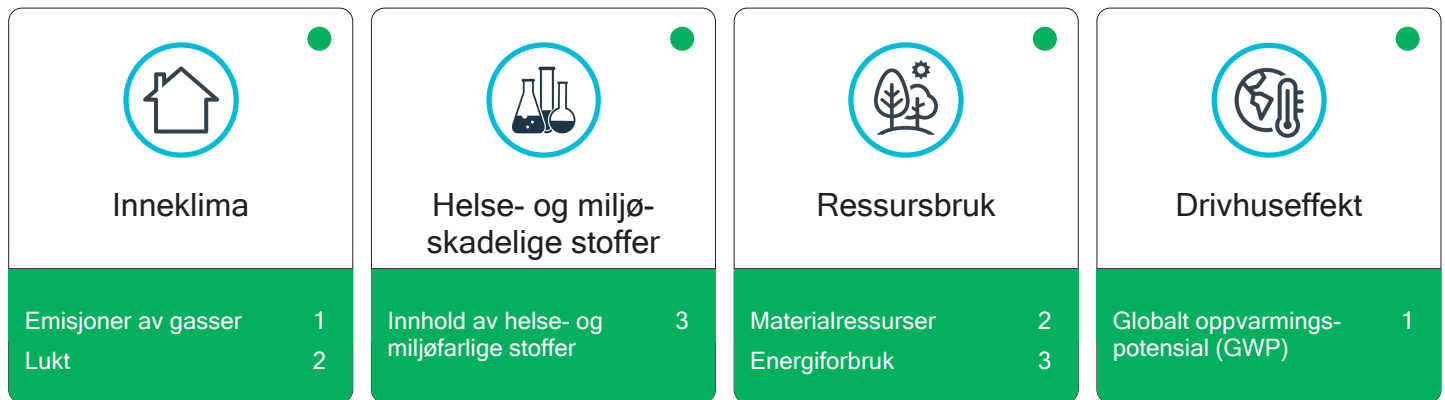 Inneklima
Emisjoner av gasser 1
Lukt 2
Helse- og miljø-
skadelige stoffer
Innhold av helse- og 3
miljøfarlige stoffer
Ressursbruk
Materialressurser 2
Energiforbruk 3
Drivhuseffekt
Globalt oppvarmings- 1
potensial (GWP)